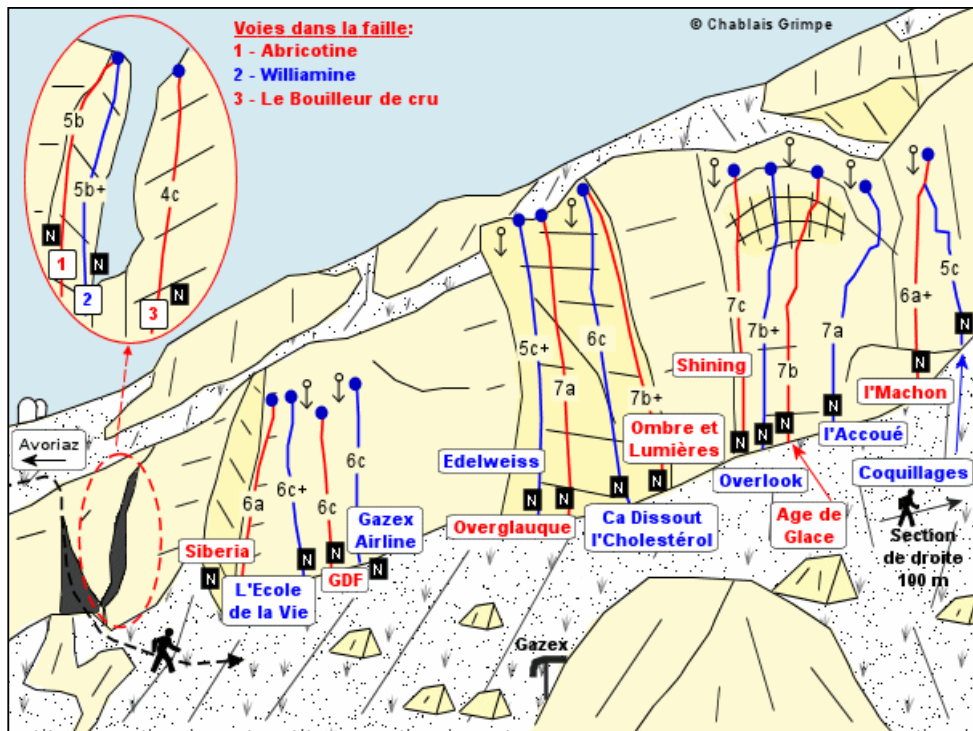 © Chablais Grimpe
Voies dans la faille:
1 - Abricotine
2 - Williamine
3 - Le Bouilleur de cru
5b
5b+
4c
N
N
N
1
2
3
Avoriaz
6a
6c+
6c
6c
Siberia
N
L'Ecole
de la Vie
N
N
GDF
Gazex
Airline
N
5c+
7a
6c
7b+
Edelweiss
N
N
N
N
Overglauque
Ca Dissout
l'Cholestérol
Ombre et
Lumières
7c
7b+
7b
7a
6a+
5c
Shining
N
N
N
N
N
N
Overlook
Age de
Glace
l'Accoué
l'Machon
Coquillages
Section
de droite
100 m
Gazex